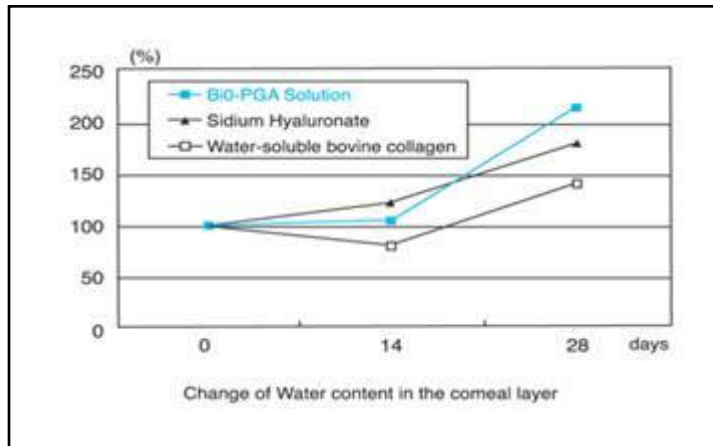 (%)
250
200
150
100
50
0
Bi0-PGA Solution
Sidium Hyaluronate
Water-soluble bovine collagen
0 14 28 days
Change of Water content in the comeal layer